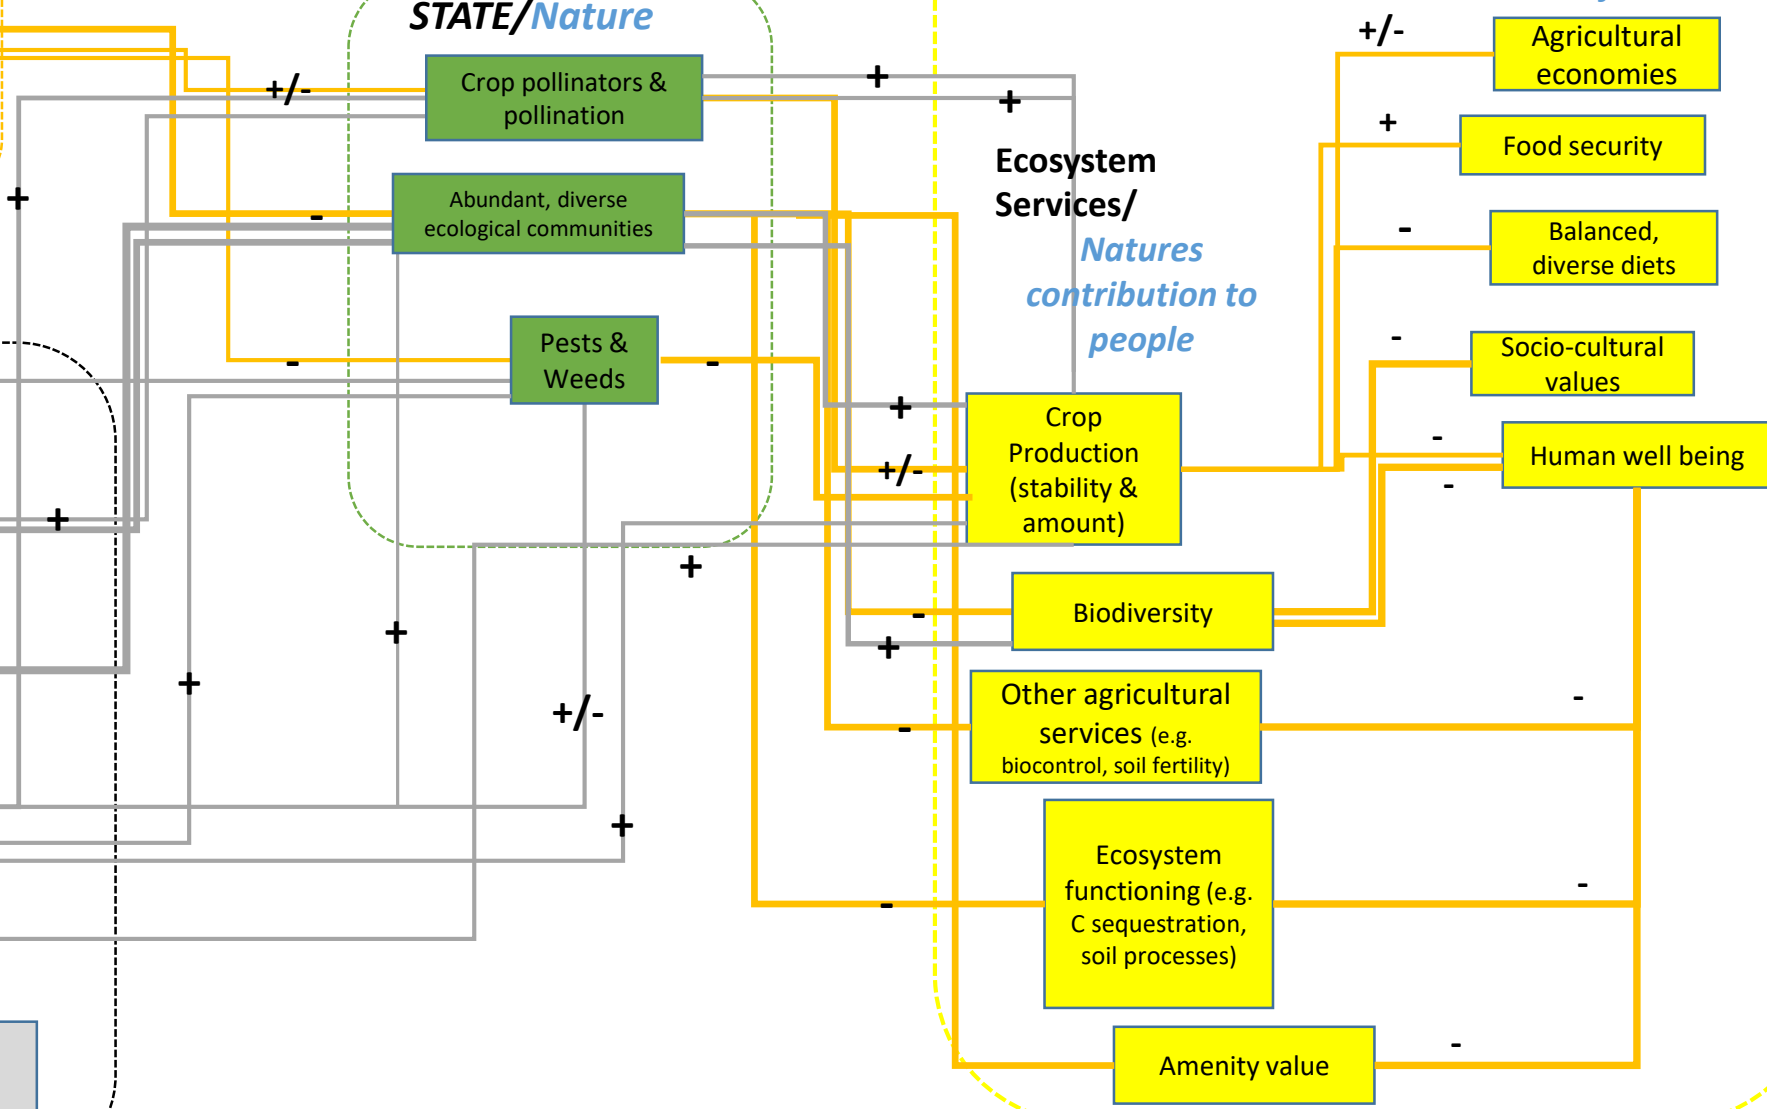 STATE/Nature
+/-
Agricultural
economies
Crop pollinators &
pollination
+
+/-
+
+
Food security
Ecosystem
Services/
Natures
contribution to
people
+
-
Abundant, diverse
ecological communities
-
Balanced,
diverse diets
-
Pests &
Weeds
-
-
Socio-cultural
values
+
Crop
Production
(stability &
amount)
+/-
-
-
Human well being
+
+
-
Biodiversity
+
+
+
+/-
-
Other agricultural
services (e.g.
biocontrol, soil fertility)
-
+
Ecosystem
functioning (e.g.
C sequestration,
soil processes)
-
-
Amenity value
-